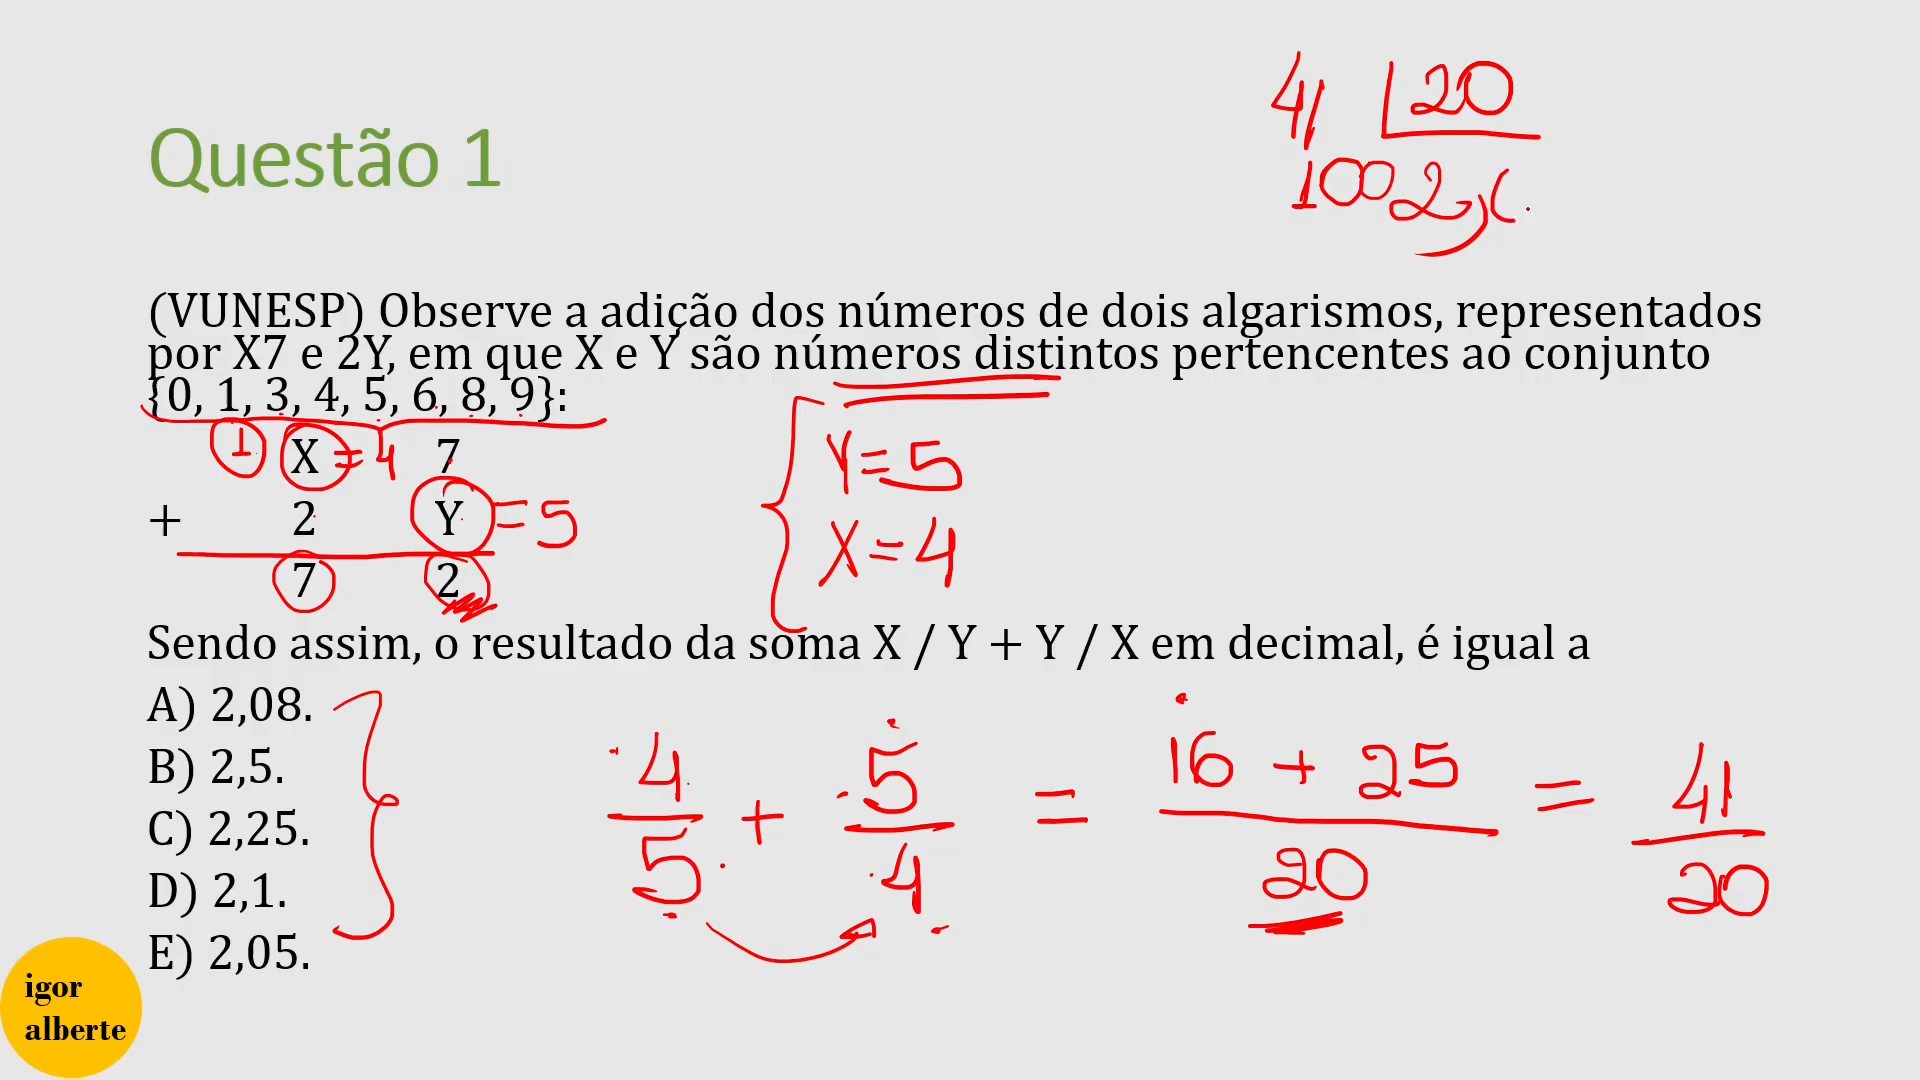 41 20
100 2,0
Questão 1
(VUNESP) Observe a adição dos números de dois algarismos, representados
por X7 e 2Y, em que X e Y são números distintos pertencentes ao conjunto
{0, 1, 3, 4, 5, 6, 8, 9}:
1 X = 4 7
+ 2 Y = 5
7 2
Y = 5
X = 4
Sendo assim, o resultado da soma X / Y + Y / X em decimal, é igual a
A) 2,08.
B) 2,5.
C) 2,25.
D) 2,1.
E) 2,05.
4 5 16 + 25 41
+ = =
5 4 20 20
igor
alberte